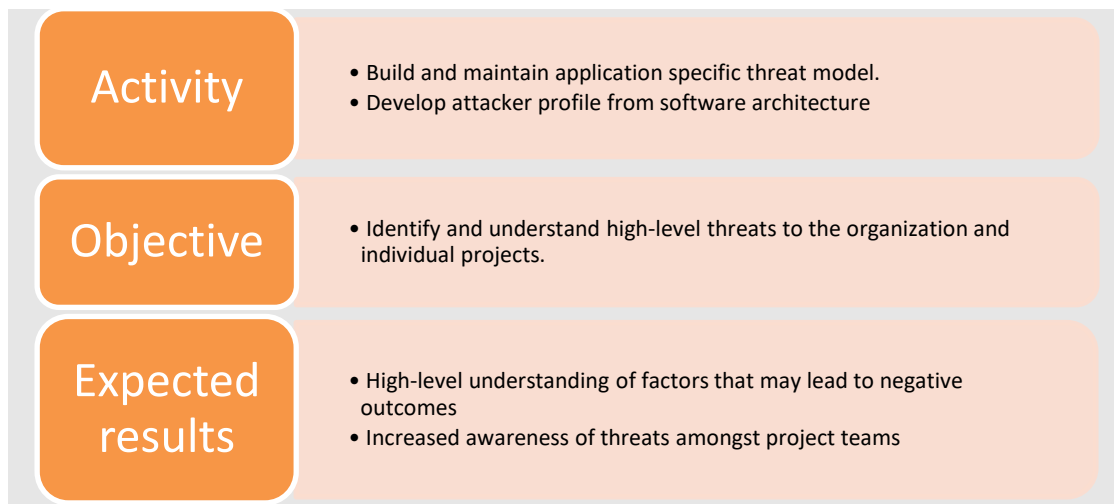 Activity
• Build and maintain application specific threat model.
• Develop attacker profile from software architecture
Objective
• Identify and understand high-level threats to the organization and
individual projects.
Expected
results
• High-level understanding of factors that may lead to negative
outcomes
• Increased awareness of threats amongst project teams